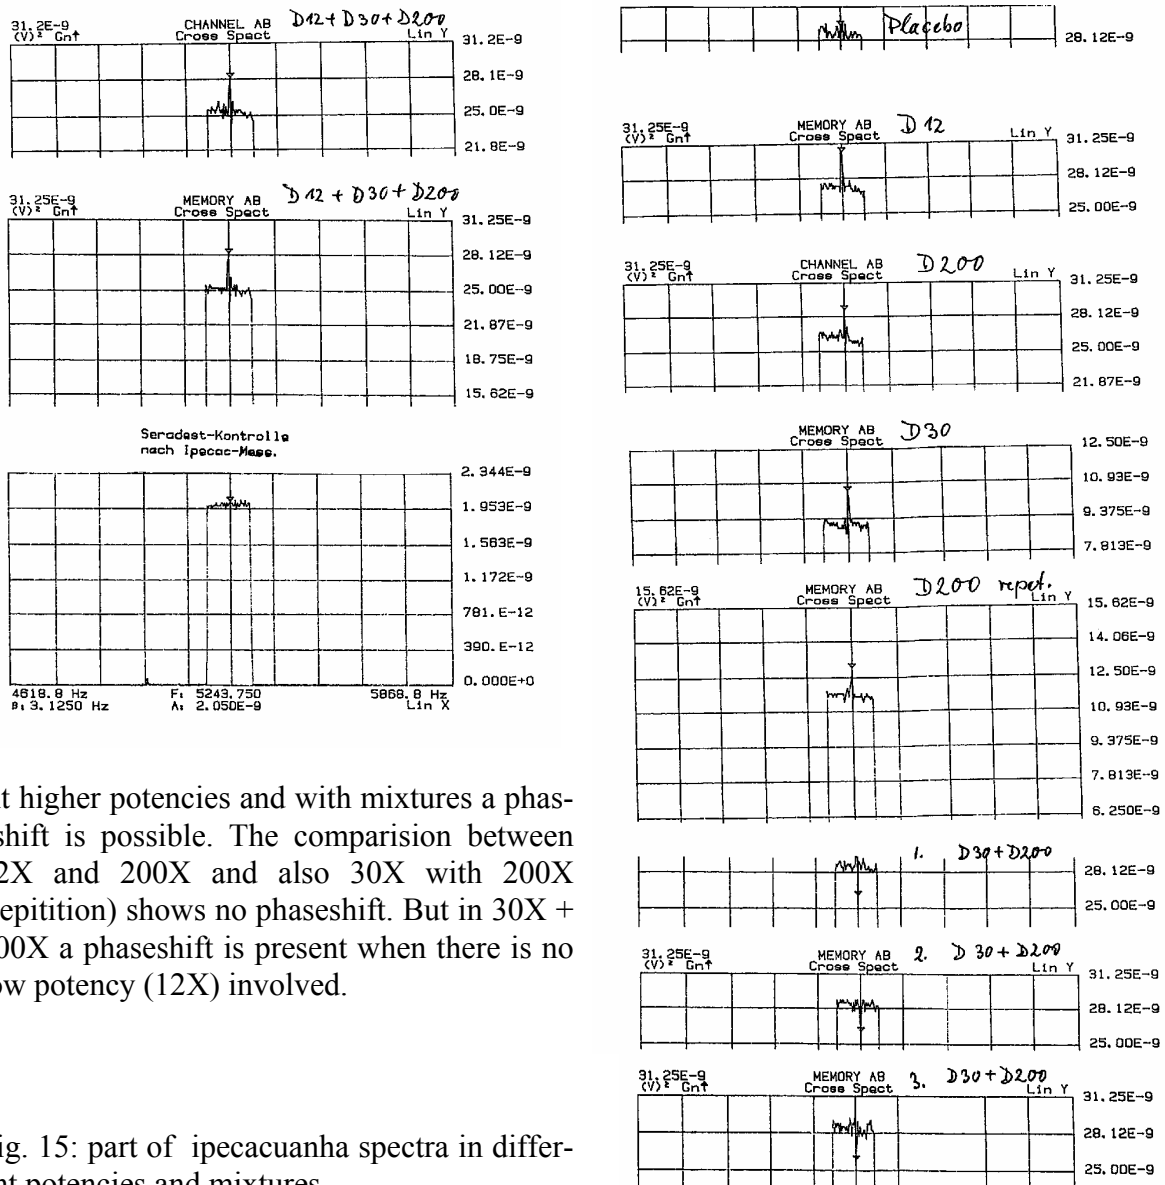 D12 + D30 + D200
31.2E-9 CHANNEL AB
(V)² Gn↑ Cross Spect Lin Y
31.2E-9
28.1E-9
25.0E-9
21.8E-9
D12 + D30 + D200
31.25E-9 MEMORY AB
(V)² Gn↑ Cross Spect Lin Y
31.25E-9
28.12E-9
25.00E-9
21.87E-9
18.75E-9
15.62E-9
Seradest-Kontrolle
nach Ipecac-Mess.
2.344E-9
1.953E-9
1.563E-9
1.172E-9
781.E-12
390.E-12
0.000E+0
4618.8 Hz F: 5243.750 5868.8 Hz
B: 3.1250 Hz A: 2.050E-9 Lin X
t higher potencies and with mixtures a phas-
shift is possible. The comparision between
2X and 200X and also 30X with 200X
epitition) shows no phaseshift. But in 30X +
00X a phaseshift is present when there is no
ow potency (12X) involved.
ig. 15: part of ipecacuanha spectra in differ-
nt potencies and mixtures
Placebo
28.12E-9
D12
31.25E-9 MEMORY AB
(V)² Gn↑ Cross Spect Lin Y
31.25E-9
28.12E-9
25.00E-9
D200
31.25E-9 CHANNEL AB
(V)² Gn↑ Cross Spect Lin Y
31.25E-9
28.12E-9
25.00E-9
21.87E-9
D30
MEMORY AB
Cross Spect
12.50E-9
10.93E-9
9.375E-9
7.813E-9
D200 repet.
15.62E-9 MEMORY AB
(V)² Gn↑ Cross Spect Lin Y
15.62E-9
14.06E-9
12.50E-9
10.93E-9
9.375E-9
7.813E-9
6.250E-9
1. D30 + D200
28.12E-9
25.00E-9
2. D30 + D200
31.25E-9 MEMORY AB
(V)² Gn↑ Cross Spect Lin Y
31.25E-9
28.12E-9
25.00E-9
3. D30 + D200
31.25E-9 MEMORY AB
(V)² Gn↑ Cross Spect Lin Y
31.25E-9
28.12E-9
25.00E-9